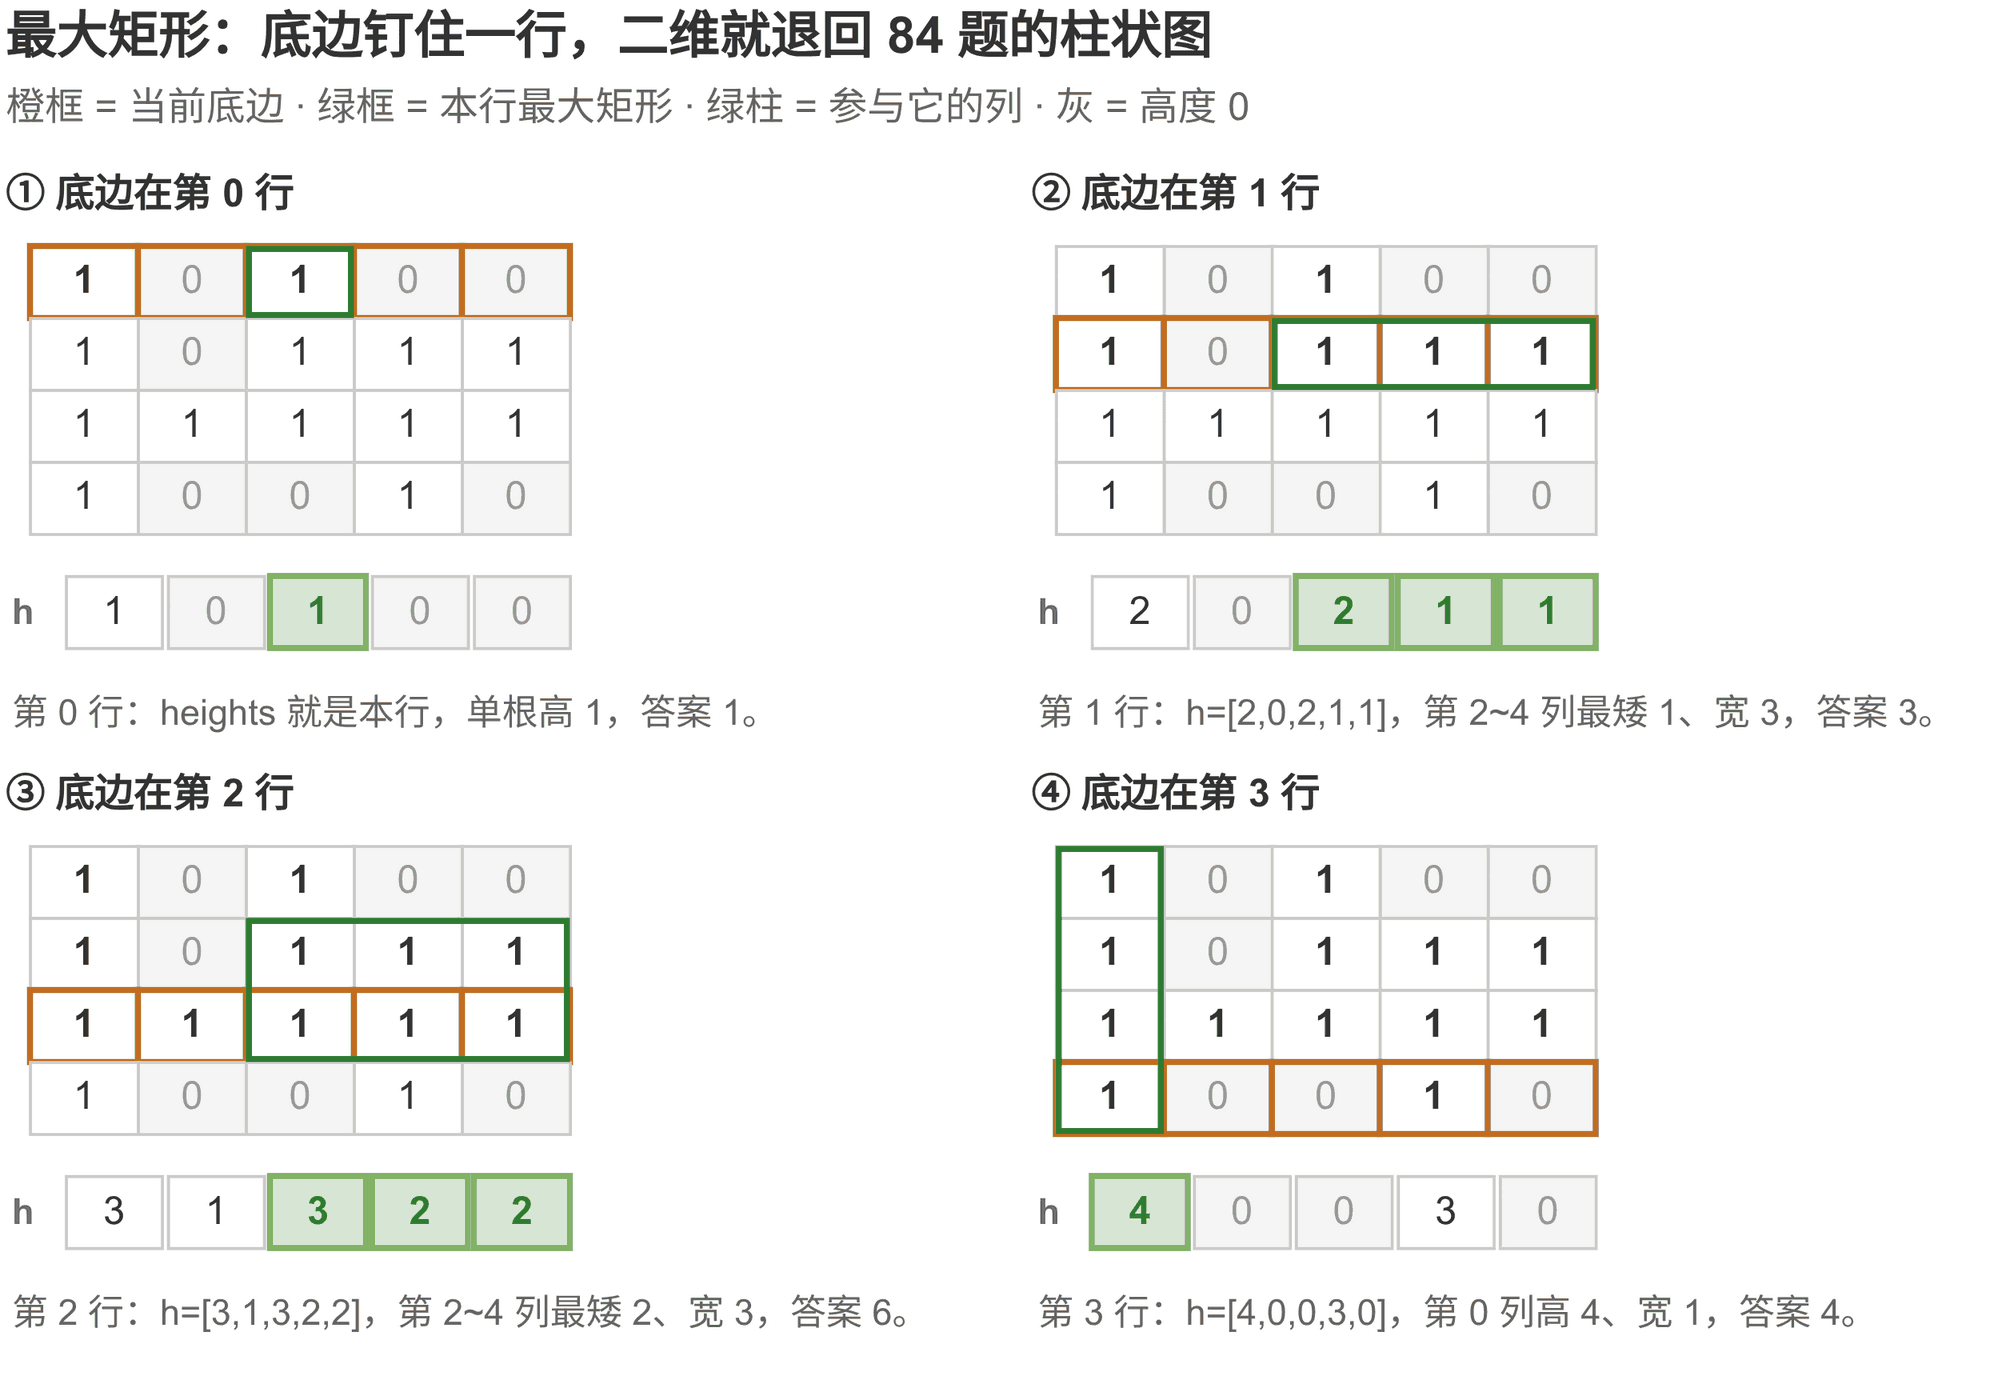 最大矩形：底边钉住一行，二维就退回 84 题的柱状图
橙框 = 当前底边 · 绿框 = 本行最大矩形 · 绿柱 = 参与它的列 · 灰 = 高度 0
① 底边在第 0 行
1 0 1 0 0
1 0 1 1 1
1 1 1 1 1
1 0 0 1 0
h 1 0 1 0 0
第 0 行：heights 就是本行，单根高 1，答案 1。
② 底边在第 1 行
1 0 1 0 0
1 0 1 1 1
1 1 1 1 1
1 0 0 1 0
h 2 0 2 1 1
第 1 行：h=[2,0,2,1,1]，第 2~4 列最矮 1、宽 3，答案 3。
③ 底边在第 2 行
1 0 1 0 0
1 0 1 1 1
1 1 1 1 1
1 0 0 1 0
h 3 1 3 2 2
第 2 行：h=[3,1,3,2,2]，第 2~4 列最矮 2、宽 3，答案 6。
④ 底边在第 3 行
1 0 1 0 0
1 0 1 1 1
1 1 1 1 1
1 0 0 1 0
h 4 0 0 3 0
第 3 行：h=[4,0,0,3,0]，第 0 列高 4、宽 1，答案 4。